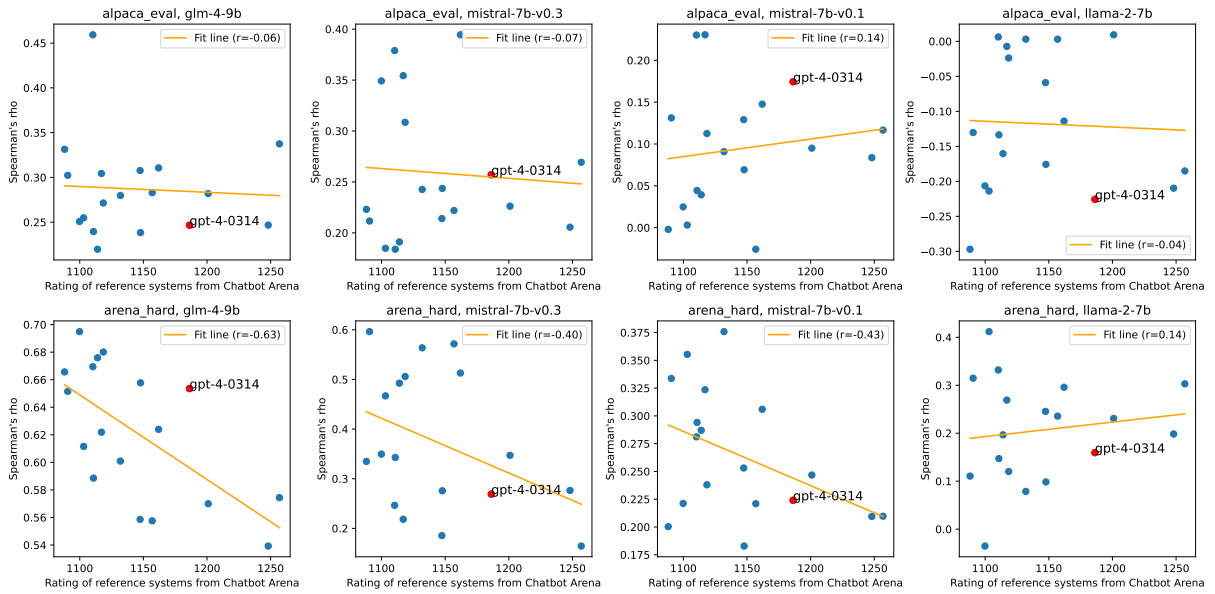 alpaca_eval, glm-4-9b
Fit line (r=-0.06)
gpt-4-0314
Spearman's rho
0.45
0.40
0.35
0.30
0.25
1100
1150
1200
1250
Rating of reference systems from Chatbot Arena
alpaca_eval, mistral-7b-v0.3
Fit line (r=-0.07)
gpt-4-0314
Spearman's rho
0.40
0.35
0.30
0.25
0.20
1100
1150
1200
1250
Rating of reference systems from Chatbot Arena
alpaca_eval, mistral-7b-v0.1
Fit line (r=0.14)
gpt-4-0314
Spearman's rho
0.20
0.15
0.10
0.05
0.00
1100
1150
1200
1250
Rating of reference systems from Chatbot Arena
alpaca_eval, llama-2-7b
gpt-4-0314
Fit line (r=-0.04)
Spearman's rho
0.00
−0.05
−0.10
−0.15
−0.20
−0.25
−0.30
1100
1150
1200
1250
Rating of reference systems from Chatbot Arena
arena_hard, glm-4-9b
Fit line (r=-0.63)
gpt-4-0314
Spearman's rho
0.70
0.68
0.66
0.64
0.62
0.60
0.58
0.56
0.54
1100
1150
1200
1250
Rating of reference systems from Chatbot Arena
arena_hard, mistral-7b-v0.3
Fit line (r=-0.40)
gpt-4-0314
Spearman's rho
0.6
0.5
0.4
0.3
0.2
1100
1150
1200
1250
Rating of reference systems from Chatbot Arena
arena_hard, mistral-7b-v0.1
Fit line (r=-0.43)
gpt-4-0314
Spearman's rho
0.375
0.350
0.325
0.300
0.275
0.250
0.225
0.200
0.175
1100
1150
1200
1250
Rating of reference systems from Chatbot Arena
arena_hard, llama-2-7b
Fit line (r=0.14)
gpt-4-0314
Spearman's rho
0.4
0.3
0.2
0.1
0.0
1100
1150
1200
1250
Rating of reference systems from Chatbot Arena